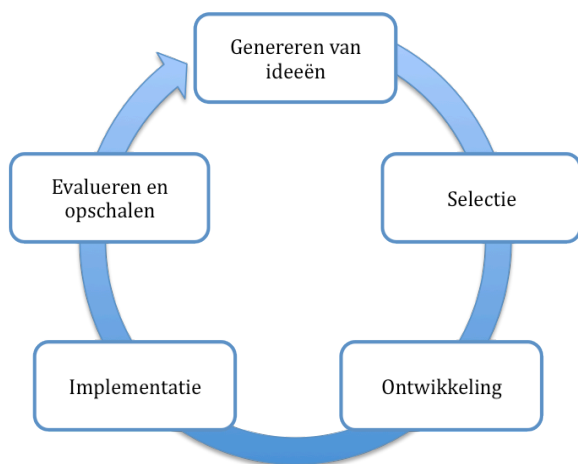 Genereren van
ideeën
Selectie
Ontwikkeling
Implementatie
Evalueren en
opschalen